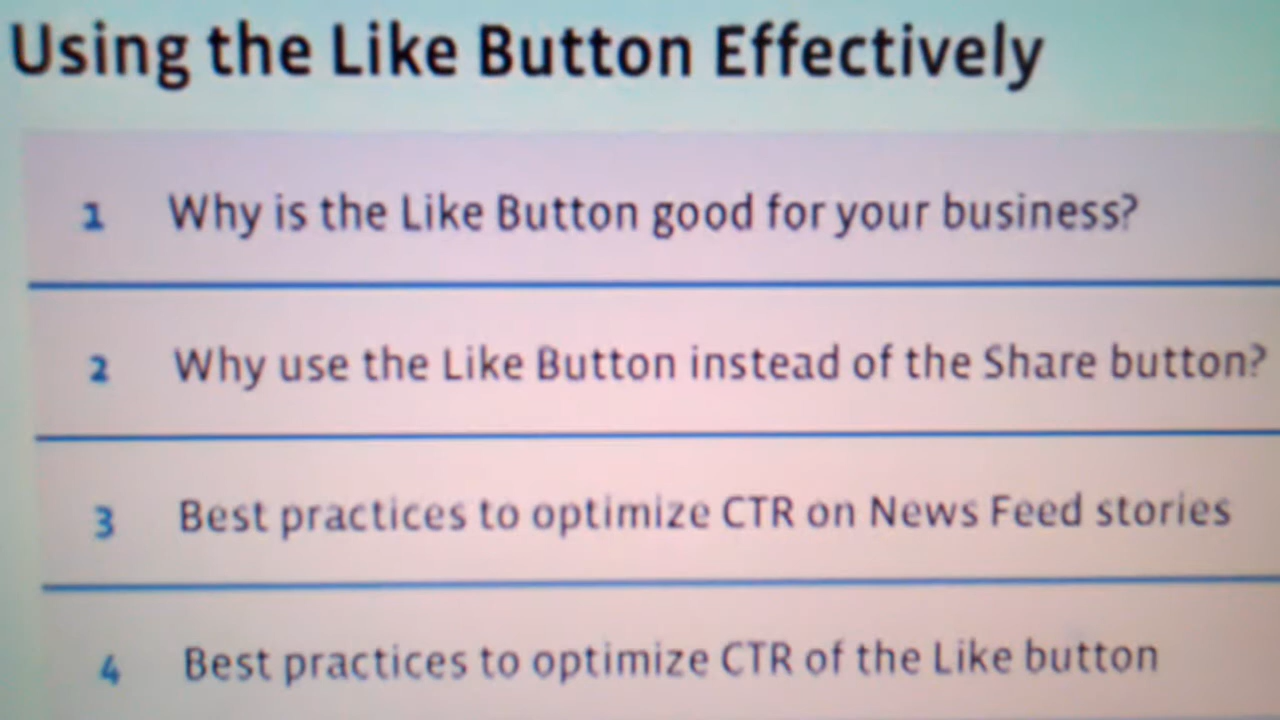 Using the Like Button Effectively
1 Why is the Like Button good for your business?
2 Why use the Like Button instead of the Share button?
3 Best practices to optimize CTR on News Feed stories
4 Best practices to optimize CTR of the Like button